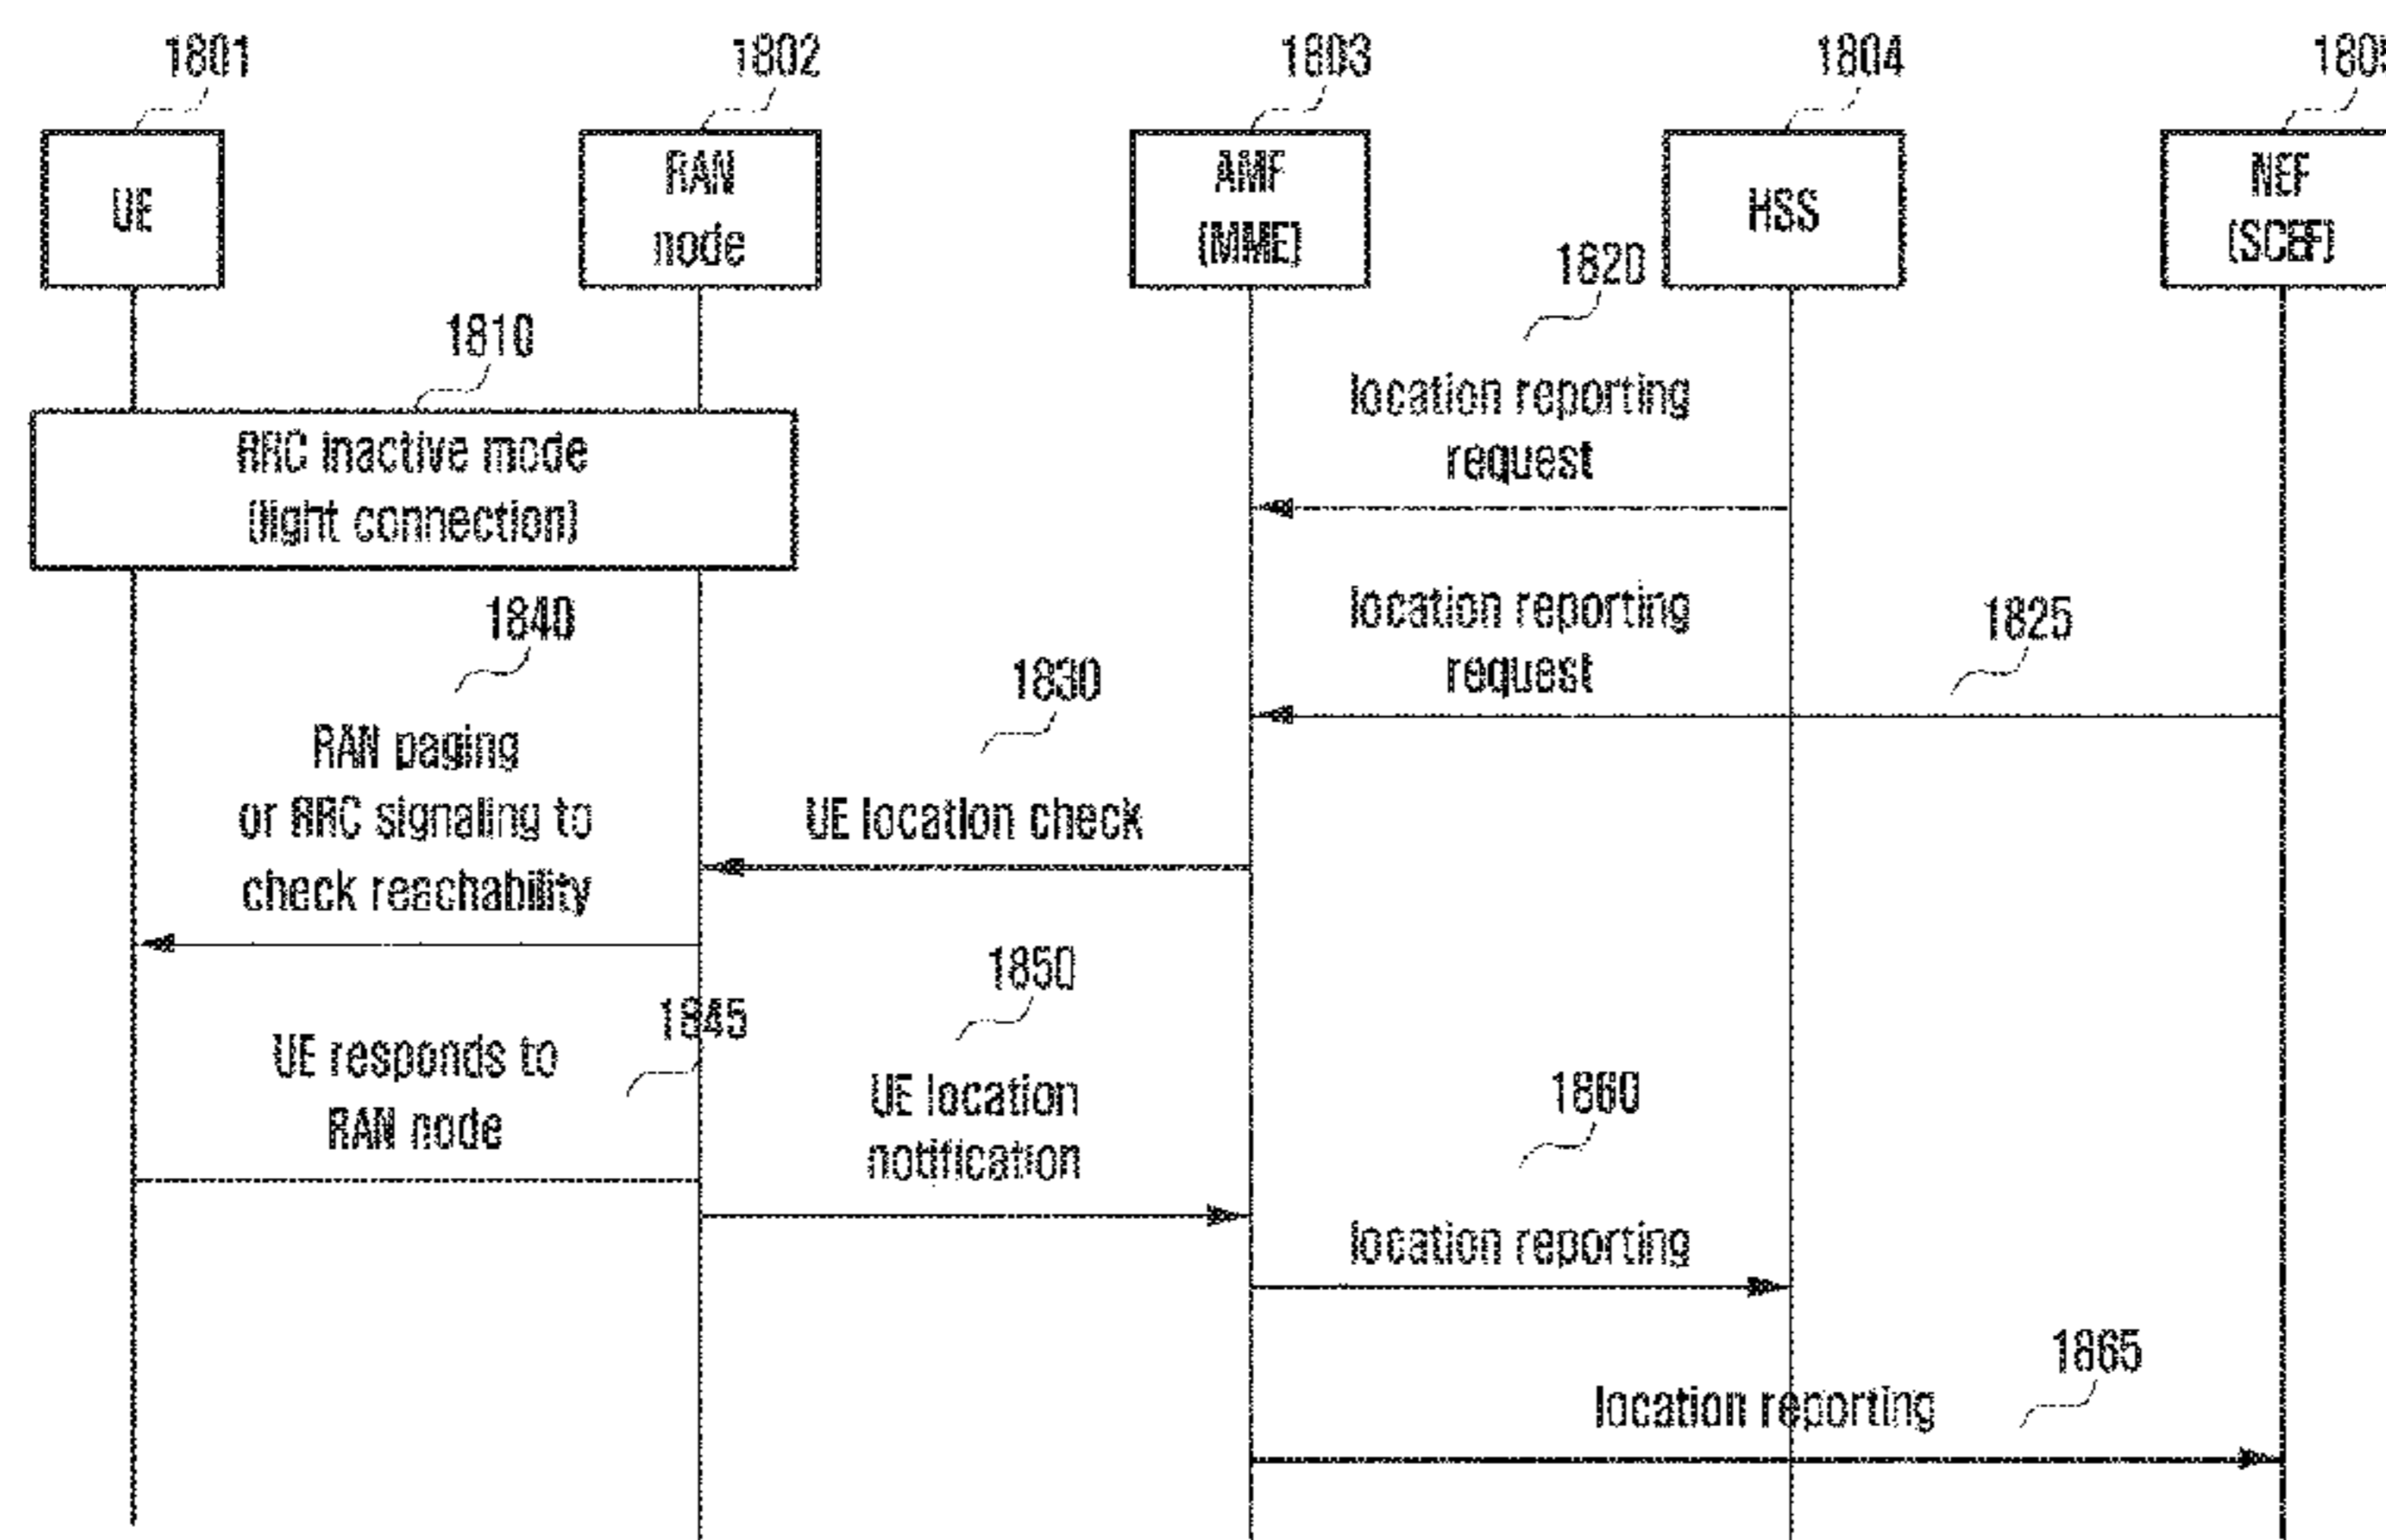 1801
1802
1803
1804
1805
UE
RAN
node
AMF
(MME)
HSS
NEF
(SCEF)
1810
RRC inactive mode
(light connection)
1820
location reporting
request
1825
location reporting
request
1830
UE location check
1840
RAN paging
or RRC signaling to
check reachability
1845
UE responds to
RAN node
1850
UE location
notification
1860
location reporting
1865
location reporting